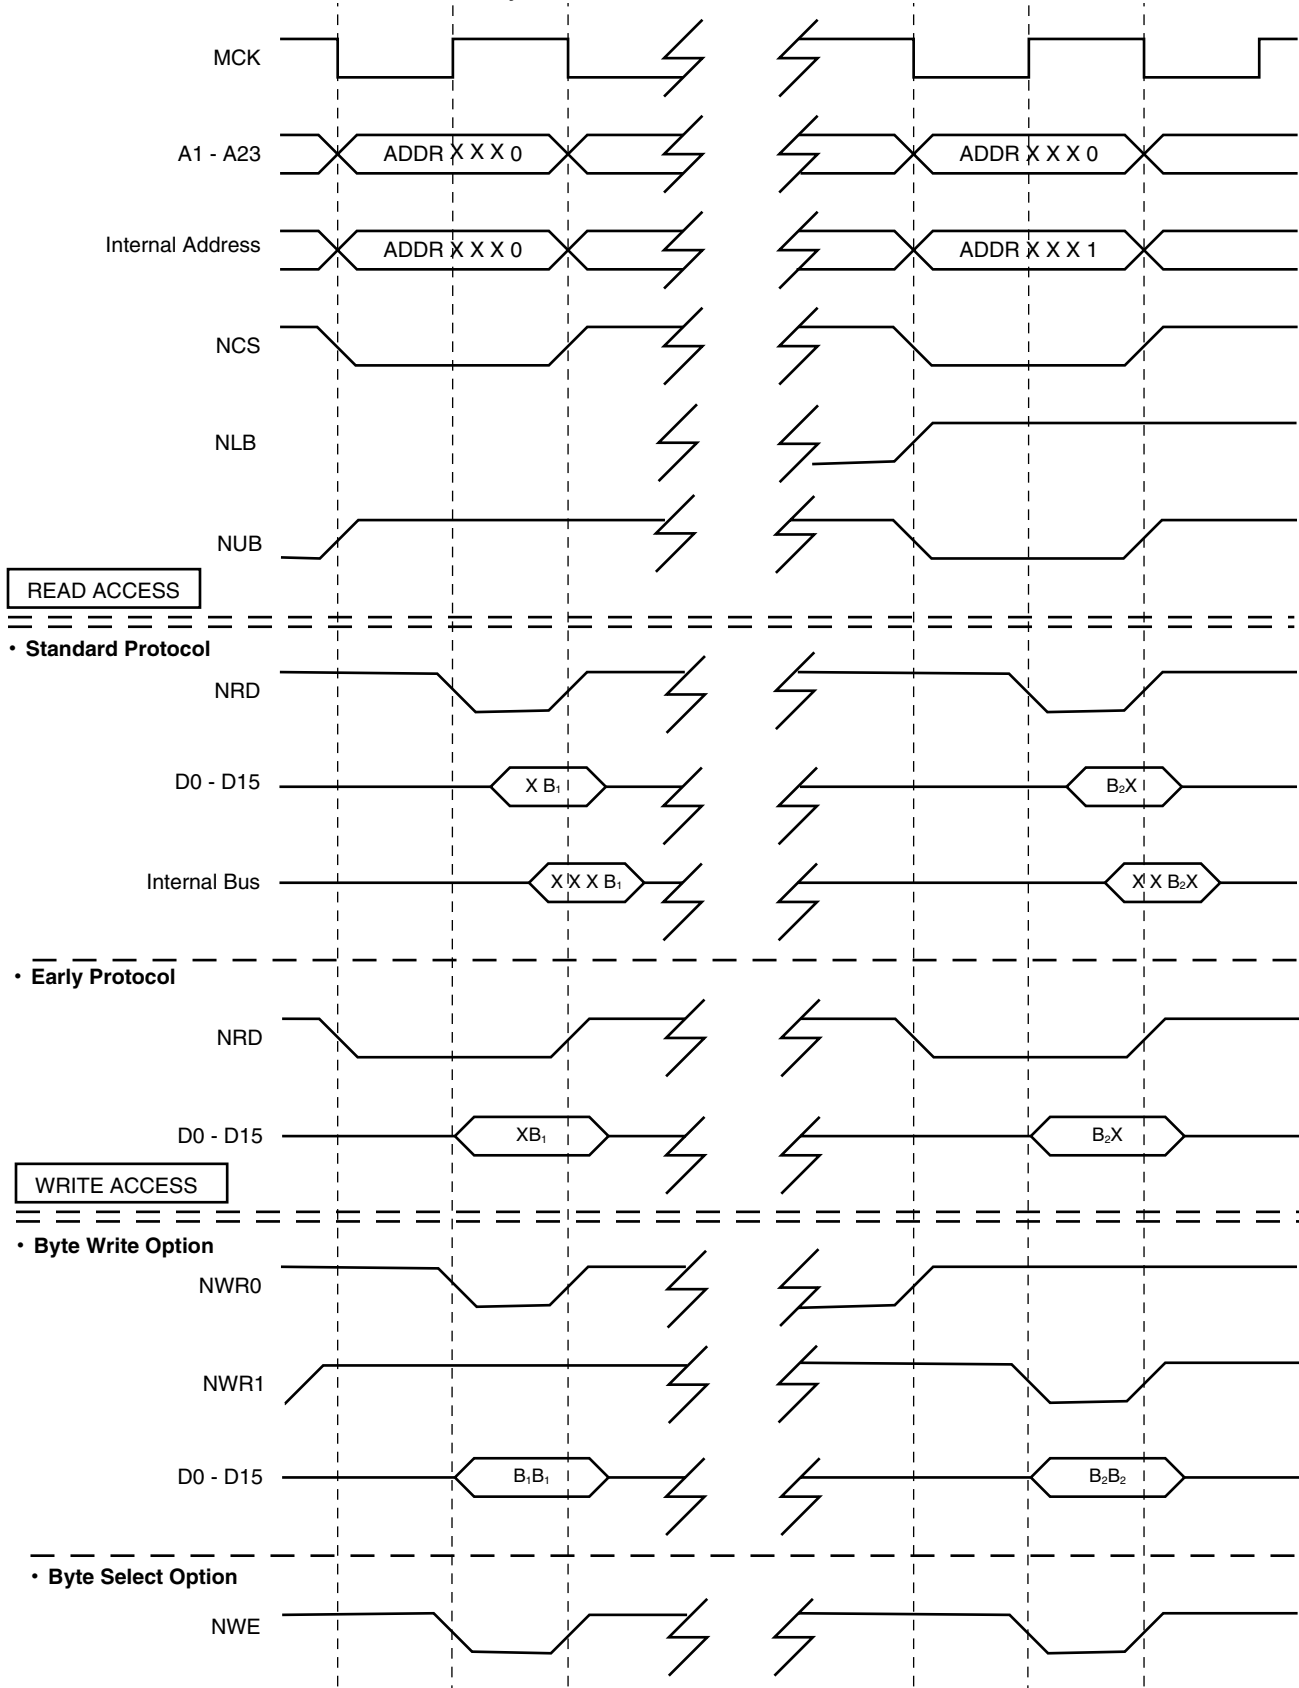 MCK
A1 - A23 ADDR X X X 0 ADDR X X X 0
Internal Address ADDR X X X 0 ADDR X X X 1
NCS
NLB
NUB
READ ACCESS
• Standard Protocol
NRD
D0 - D15 X B₁ B₂X
Internal Bus X X X B₁ X X B₂X
• Early Protocol
NRD
D0 - D15 XB₁ B₂X
WRITE ACCESS
• Byte Write Option
NWR0
NWR1
D0 - D15 B₁B₁ B₂B₂
• Byte Select Option
NWE